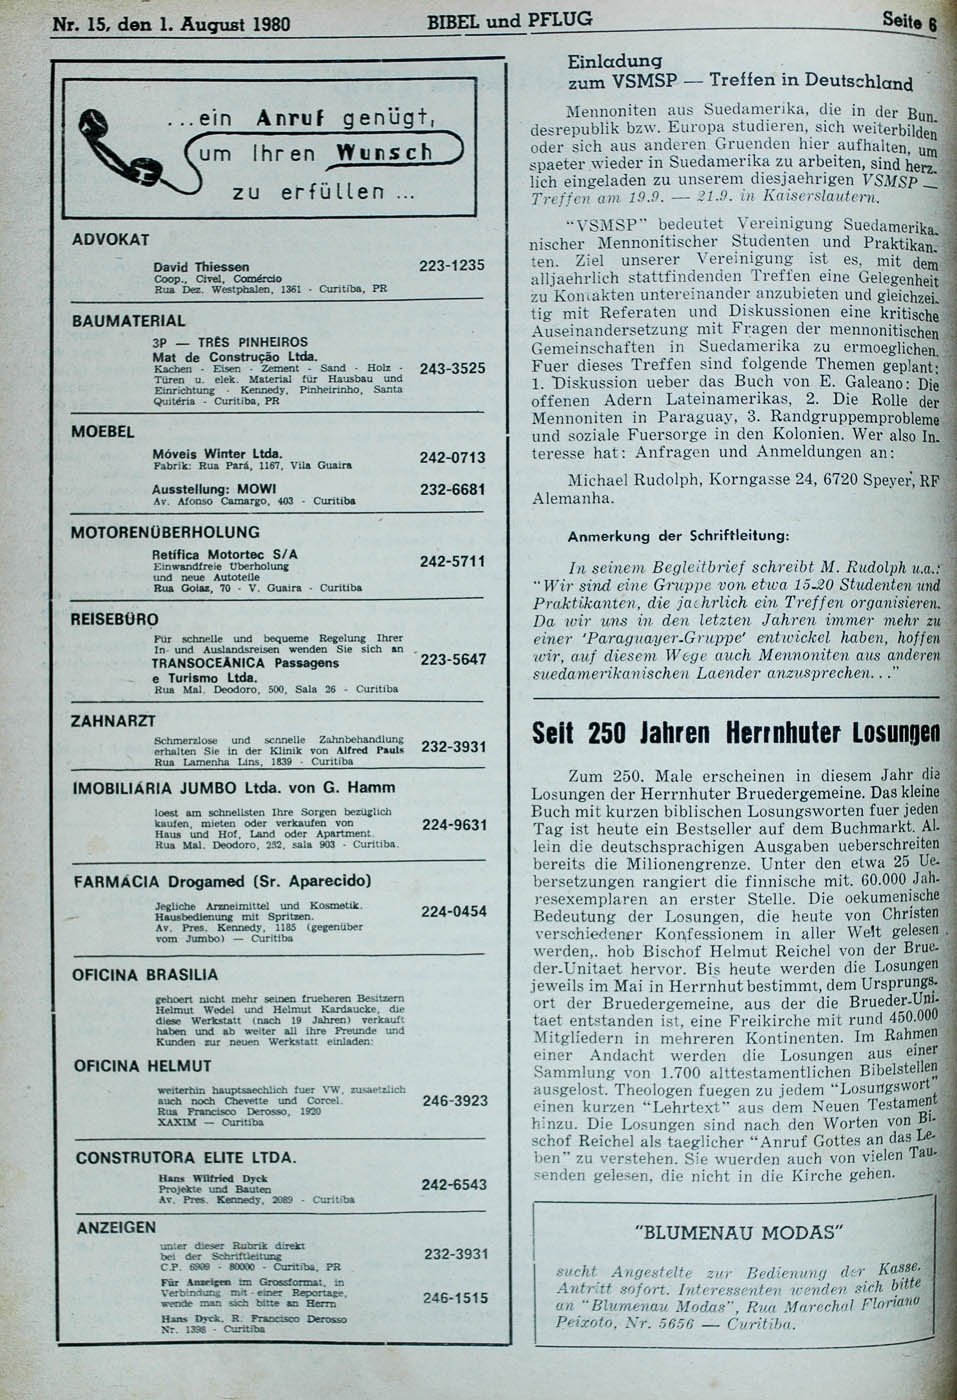 Nr. 15, den 1. August 1980
BIBEL und PFLUG
Seite 6
...ein Anruf genügt,
um Ihren Wunsch
zu erfüllen ...
ADVOKAT
David Thiessen 223-1235
Coop., Civel, Comércio
Rua Dez. Westphalen, 1361 - Curitiba, PR
BAUMATERIAL
3P — TRÊS PINHEIROS
Mat de Construção Ltda.
Kachen - Eisen - Zement - Sand - Holz - 243-3525
Türen u. elek. Material für Hausbau und
Einrichtung - Kennedy, Pinheirinho, Santa
Quitéria - Curitiba, PR
MOEBEL
Móveis Winter Ltda. 242-0713
Fabrik: Rua Pará, 1167, Vila Guaira
Ausstellung: MOWI 232-6681
Av. Afonso Camargo, 403 - Curitiba
MOTORENÜBERHOLUNG
Retífica Motortec S/A
Einwandfreie Überholung 242-5711
und neue Autoteile
Rua Goiaz, 70 - V. Guaira - Curitiba
REISEBÜRO
Für schnelle und bequeme Regelung Ihrer
In- und Auslandsreisen wenden Sie sich an
TRANSOCEÂNICA Passagens 223-5647
e Turismo Ltda.
Rua Mal. Deodoro, 500, Sala 26 - Curitiba
ZAHNARZT
Schmerzlose und scnnelle Zahnbehandlung
erhalten Sie in der Klinik von Alfred Pauls 232-3931
Rua Lamenha Lins, 1839 - Curitiba
IMOBILIÁRIA JUMBO Ltda. von G. Hamm
loest am schnellsten Ihre Sorgen bezüglich
kaufen, mieten oder verkaufen von 224-9631
Haus und Hof, Land oder Apartment.
Rua Mal. Deodoro, 252, sala 903 - Curitiba.
FARMACIA Drogamed (Sr. Aparecido)
Jegliche Arzneimittel und Kosmetik. 224-0454
Hausbedienung mit Spritzen.
Av. Pres. Kennedy, 1185 (gegenüber
vom Jumbo) — Curitiba
OFICINA BRASILIA
gehoert nicht mehr seinen frueheren Besitzern
Helmut Wedel und Helmut Kardaucke, die
diese Werkstatt (nach 19 Jahren) verkauft
haben und ab weiter all ihre Freunde und
Kunden zur neuen Werkstatt einladen:
OFICINA HELMUT
weiterhin hauptsaechlich fuer VW, zusaetzlich
auch noch Chevette und Corcel. 246-3923
Rua Francisco Derosso, 1920
XAXIM — Curitiba
CONSTRUTORA ELITE LTDA.
Hans Wilfried Dyck 242-6543
Projekte und Bauten
Av. Pres. Kennedy, 2089 - Curitiba
ANZEIGEN
unter dieser Rubrik direkt 232-3931
bei der Schriftleitung
C.P. 6909 - 80000 - Curitiba, PR
Für Anzeigen im Grossformat, in
Verbindung mit einer Reportage, 246-1515
wende man sich bitte an Herrn
Hans Dyck, R. Francisco Derosso
Nr. 1398 - Curitiba
Einladung
zum VSMSP — Treffen in Deutschland
Mennoniten aus Suedamerika, die in der Bun-
desrepublik bzw. Europa studieren, sich weiterbilden
oder sich aus anderen Gruenden hier aufhalten, um
spaeter wieder in Suedamerika zu arbeiten, sind herz-
lich eingeladen zu unserem diesjaehrigen VSMSP —
Treffen am 19.9. — 21.9. in Kaiserslautern.
"VSMSP" bedeutet Vereinigung Suedamerika-
nischer Mennonitischer Studenten und Praktikan-
ten. Ziel unserer Vereinigung ist es, mit dem
alljaehrlich stattfindenden Treffen eine Gelegenheit
zu Kontakten untereinander anzubieten und gleichzei-
tig mit Referaten und Diskussionen eine kritische
Auseinandersetzung mit Fragen der mennonitischen
Gemeinschaften in Suedamerika zu ermoeglichen.
Fuer dieses Treffen sind folgende Themen geplant:
1. Diskussion ueber das Buch von E. Galeano: Die
offenen Adern Lateinamerikas, 2. Die Rolle der
Mennoniten in Paraguay, 3. Randgruppenprobleme
und soziale Fuersorge in den Kolonien. Wer also In-
teresse hat: Anfragen und Anmeldungen an:
Michael Rudolph, Korngasse 24, 6720 Speyer, RF
Alemanha.
Anmerkung der Schriftleitung:
In seinem Begleitbrief schreibt M. Rudolph u.a.:
"Wir sind eine Gruppe von etwa 15-20 Studenten und
Praktikanten, die jaehrlich ein Treffen organisieren.
Da wir uns in den letzten Jahren immer mehr zu
einer 'Paraguayer-Gruppe' entwickel haben, hoffen
wir, auf diesem Wege auch Mennoniten aus anderen
suedamerikanischen Laender anzusprechen..."
Seit 250 Jahren Herrnhuter Losungen
Zum 250. Male erscheinen in diesem Jahr dia
Losungen der Herrnhuter Bruedergemeine. Das kleine
Buch mit kurzen biblischen Losungsworten fuer jeden
Tag ist heute ein Bestseller auf dem Buchmarkt. Al-
lein die deutschsprachigen Ausgaben ueberschreiten
bereits die Milionengrenze. Unter den etwa 25 Ue-
bersetzungen rangiert die finnische mit. 60.000 Jah-
resexemplaren an erster Stelle. Die oekumenische
Bedeutung der Losungen, die heute von Christen
verschiedener Konfessionem in aller Welt gelesen
werden,. hob Bischof Helmut Reichel von der Brue-
der-Unitaet hervor. Bis heute werden die Losungen
jeweils im Mai in Herrnhut bestimmt, dem Ursprungs-
ort der Bruedergemeine, aus der die Brueder-Uni-
taet entstanden ist, eine Freikirche mit rund 450.000
Mitgliedern in mehreren Kontinenten. Im Rahmen
einer Andacht werden die Losungen aus einer
Sammlung von 1.700 alttestamentlichen Bibelstellen
ausgelost. Theologen fuegen zu jedem "Losungswort"
einen kurzen "Lehrtext" aus dem Neuen Testament
hinzu. Die Losungen sind nach den Worten von Bi-
schof Reichel als taeglicher "Anruf Gottes an das Le-
ben" zu verstehen. Sie wuerden auch von vielen Tau-
senden gelesen, die nicht in die Kirche gehen.
"BLUMENAU MODAS"
sucht Angestelte zur Bedienung der Kasse.
Antritt sofort. Interessenten wenden sich bitte
an "Blumenau Modas", Rua Marechal Floriano
Peixoto, Nr. 5656 — Curitiba.